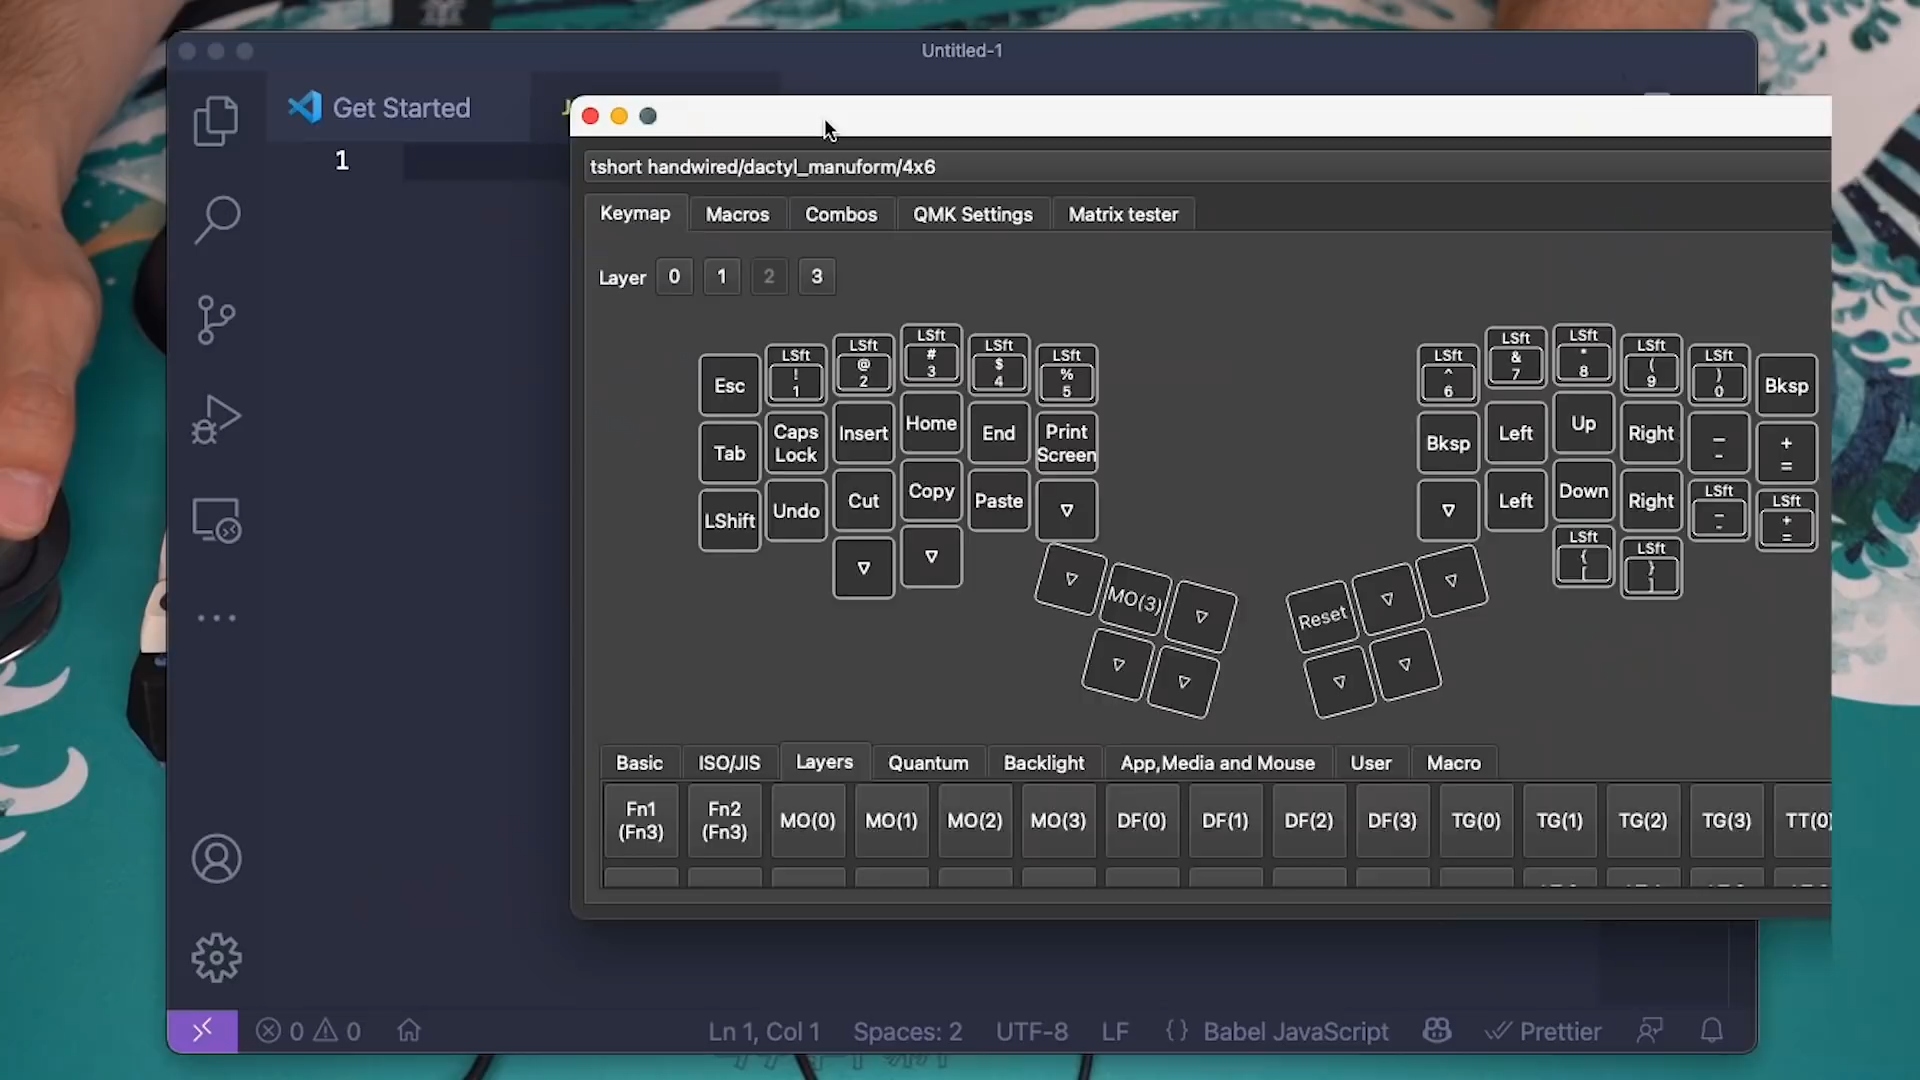 Untitled-1
Get Started
1
tshort handwired/dactyl_manuform/4x6
Keymap Macros Combos QMK Settings Matrix tester
Layer 0 1 2 3
Esc LSft ! 1 LSft @ 2 LSft # 3 LSft $ 4 LSft % 5 LSft ^ 6 LSft & 7 LSft * 8 LSft ( 9 LSft ) 0 Bksp
Tab Caps Lock Insert Home End Print Screen Bksp Left Up Right _ - + =
LShift Undo Cut Copy Paste ▽ ▽ Left Down Right LSft _ - LSft + =
▽ ▽ LSft { [ LSft } ]
▽ MO(3) ▽ Reset ▽ ▽
▽ ▽ ▽ ▽
Basic ISO/JIS Layers Quantum Backlight App,Media and Mouse User Macro
Fn1 (Fn3) Fn2 (Fn3) MO(0) MO(1) MO(2) MO(3) DF(0) DF(1) DF(2) DF(3) TG(0) TG(1) TG(2) TG(3) TT(0)
0 0 Ln 1, Col 1 Spaces: 2 UTF-8 LF {} Babel JavaScript Prettier